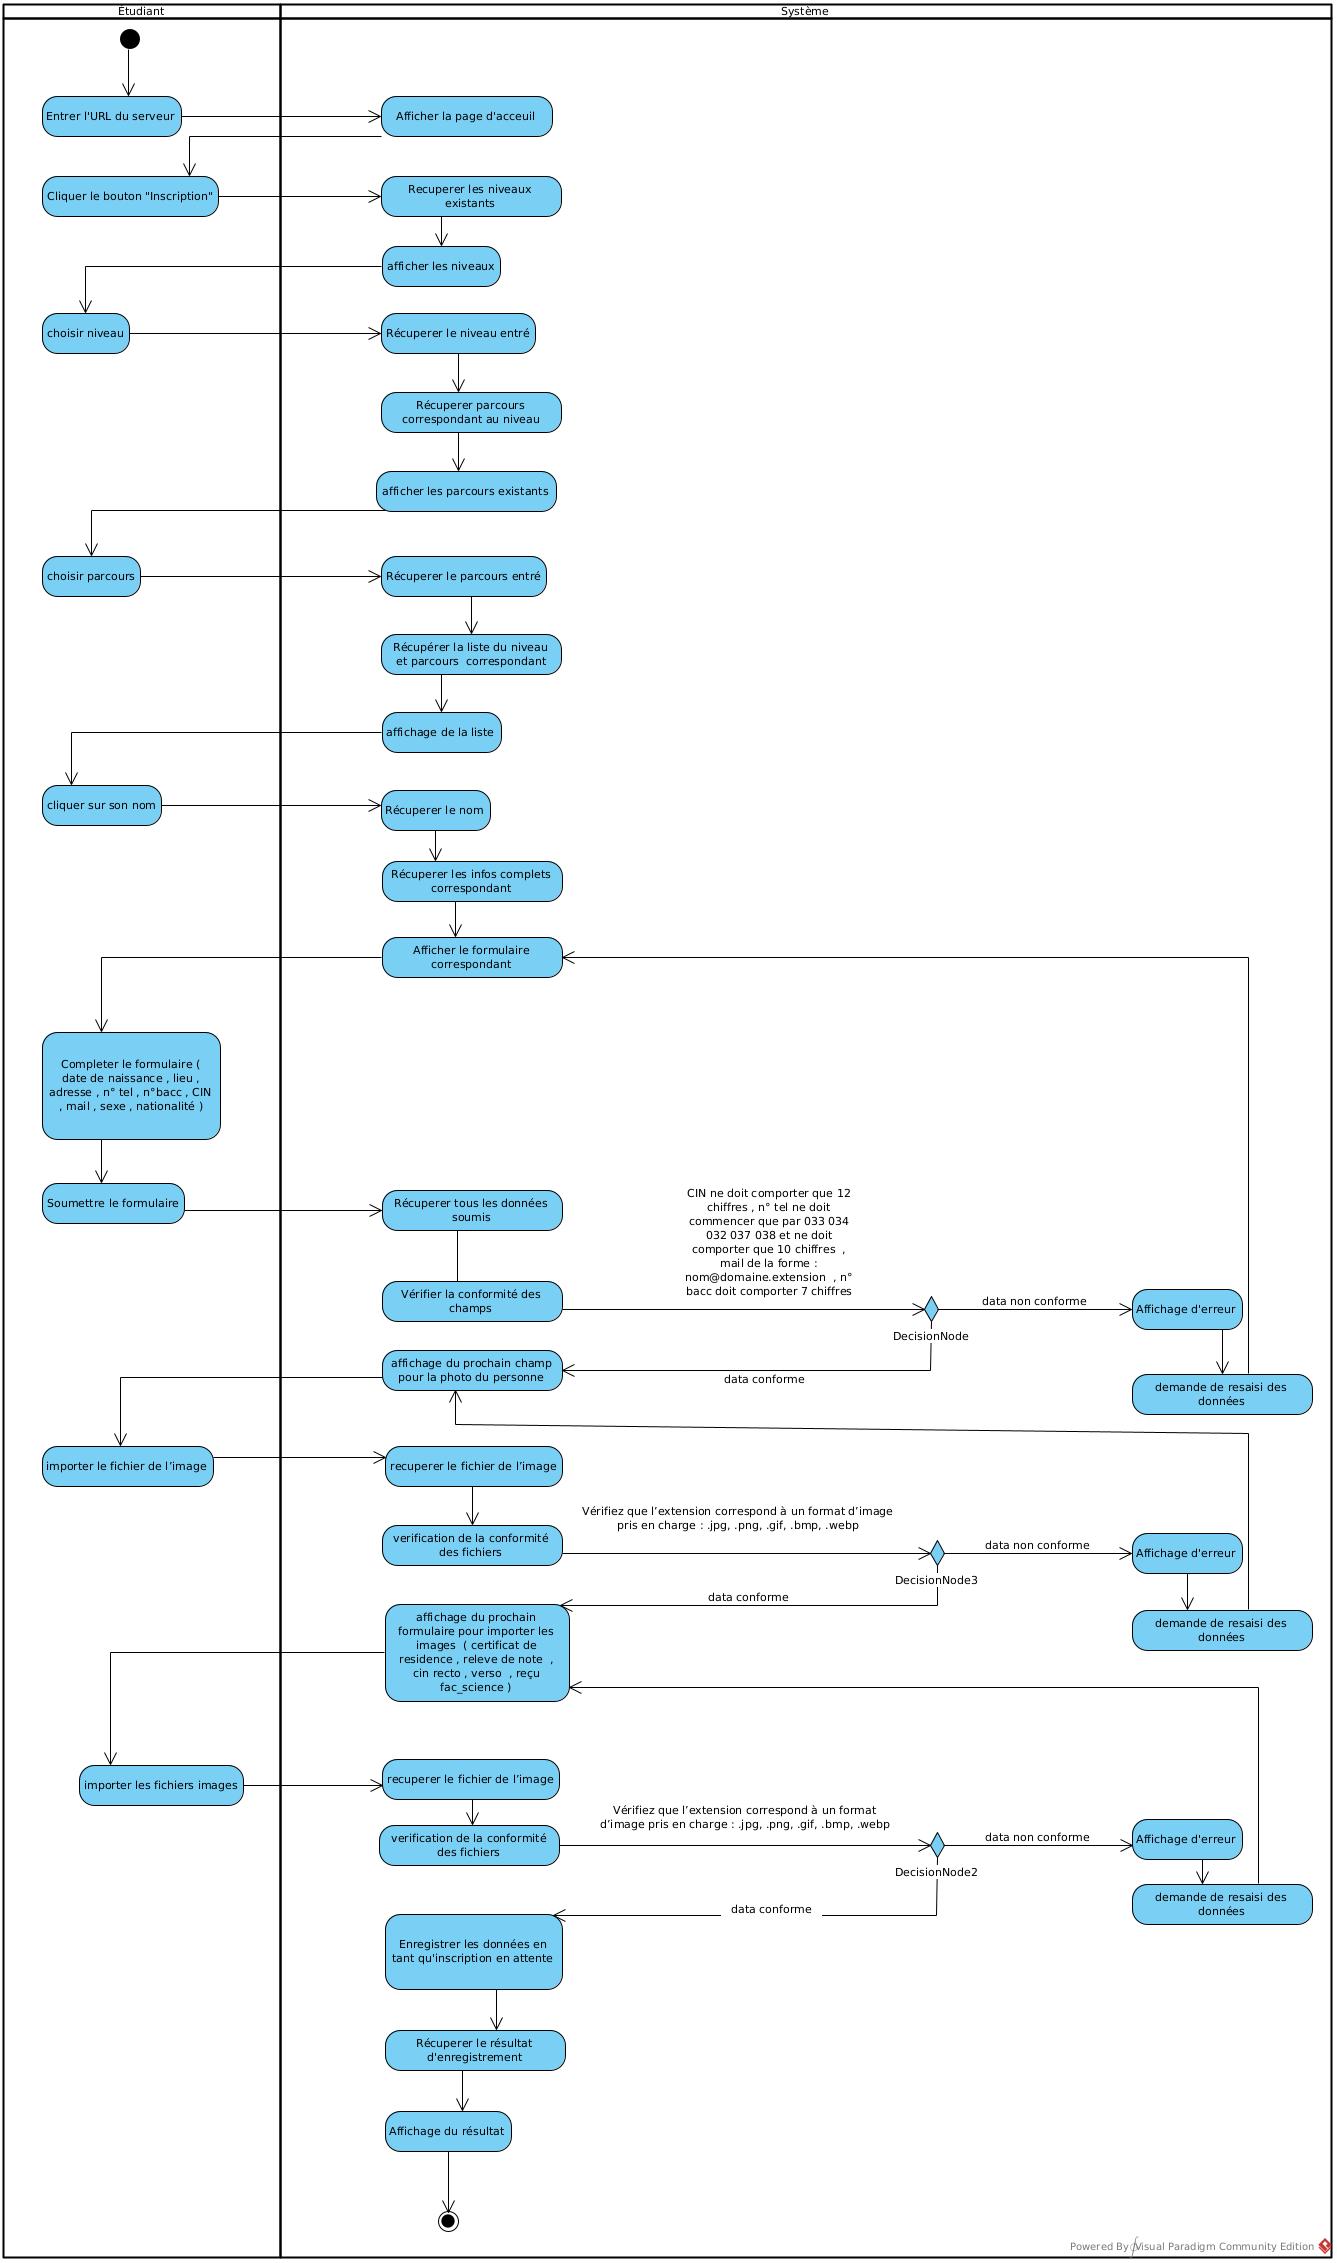 Étudiant
Système
Entrer l'URL du serveur
Afficher la page d'acceuil
Cliquer le bouton "Inscription"
Recuperer les niveaux
existants
afficher les niveaux
choisir niveau
Récuperer le niveau entré
Récuperer parcours
correspondant au niveau
afficher les parcours existants
choisir parcours
Récuperer le parcours entré
Récupérer la liste du niveau
et parcours  correspondant
affichage de la liste
cliquer sur son nom
Récuperer le nom
Récuperer les infos complets
correspondant
Afficher le formulaire
correspondant
Completer le formulaire (
date de naissance , lieu ,
adresse , n° tel , n°bacc , CIN
, mail , sexe , nationalité )
Soumettre le formulaire
Récuperer tous les données
soumis
CIN ne doit comporter que 12
chiffres , n° tel ne doit
commencer que par 033 034
032 037 038 et ne doit
comporter que 10 chiffres  ,
mail de la forme :
nom@domaine.extension  , n°
bacc doit comporter 7 chiffres
Vérifier la conformité des
champs
data non conforme
Affichage d'erreur
DecisionNode
affichage du prochain champ
pour la photo du personne
data conforme
demande de resaisi des
données
importer le fichier de l’image
recuperer le fichier de l’image
Vérifiez que l’extension correspond à un format d’image
pris en charge : .jpg, .png, .gif, .bmp, .webp
verification de la conformité
des fichiers
data non conforme
Affichage d'erreur
DecisionNode3
data conforme
affichage du prochain
formulaire pour importer les
images  ( certificat de
residence , releve de note  ,
cin recto , verso  , reçu
fac_science )
demande de resaisi des
données
importer les fichiers images
recuperer le fichier de l’image
Vérifiez que l’extension correspond à un format
d’image pris en charge : .jpg, .png, .gif, .bmp, .webp
verification de la conformité
des fichiers
data non conforme
Affichage d'erreur
DecisionNode2
data conforme
demande de resaisi des
données
Enregistrer les données en
tant qu'inscription en attente
Récuperer le résultat
d'enregistrement
Affichage du résultat
Powered By Visual Paradigm Community Edition